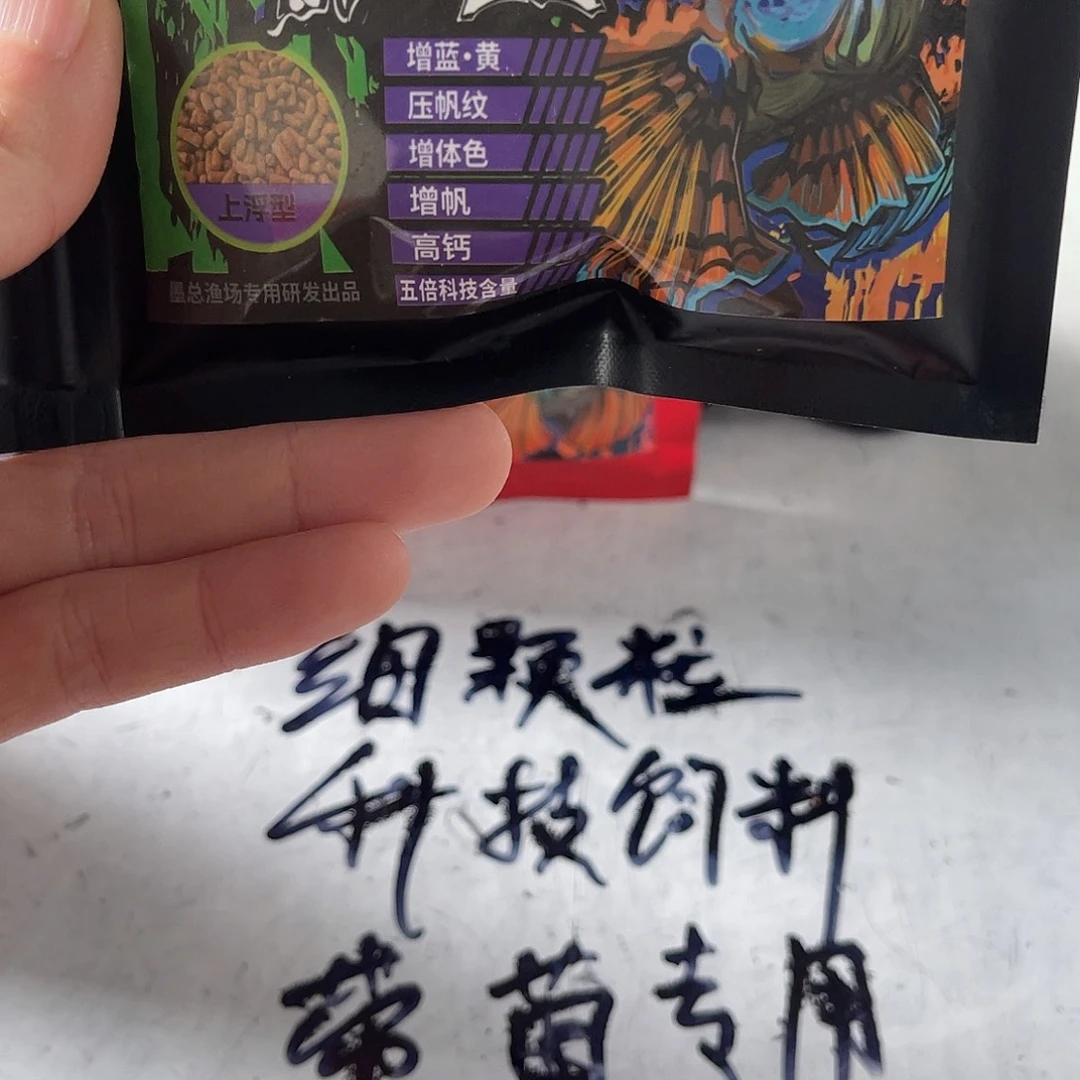 增蓝·黄
压帆纹
增体色
增帆
高钙
五倍科技含量
上浮型
墨总渔场专用研发出品
细颗粒
科技饲料
带茵专用